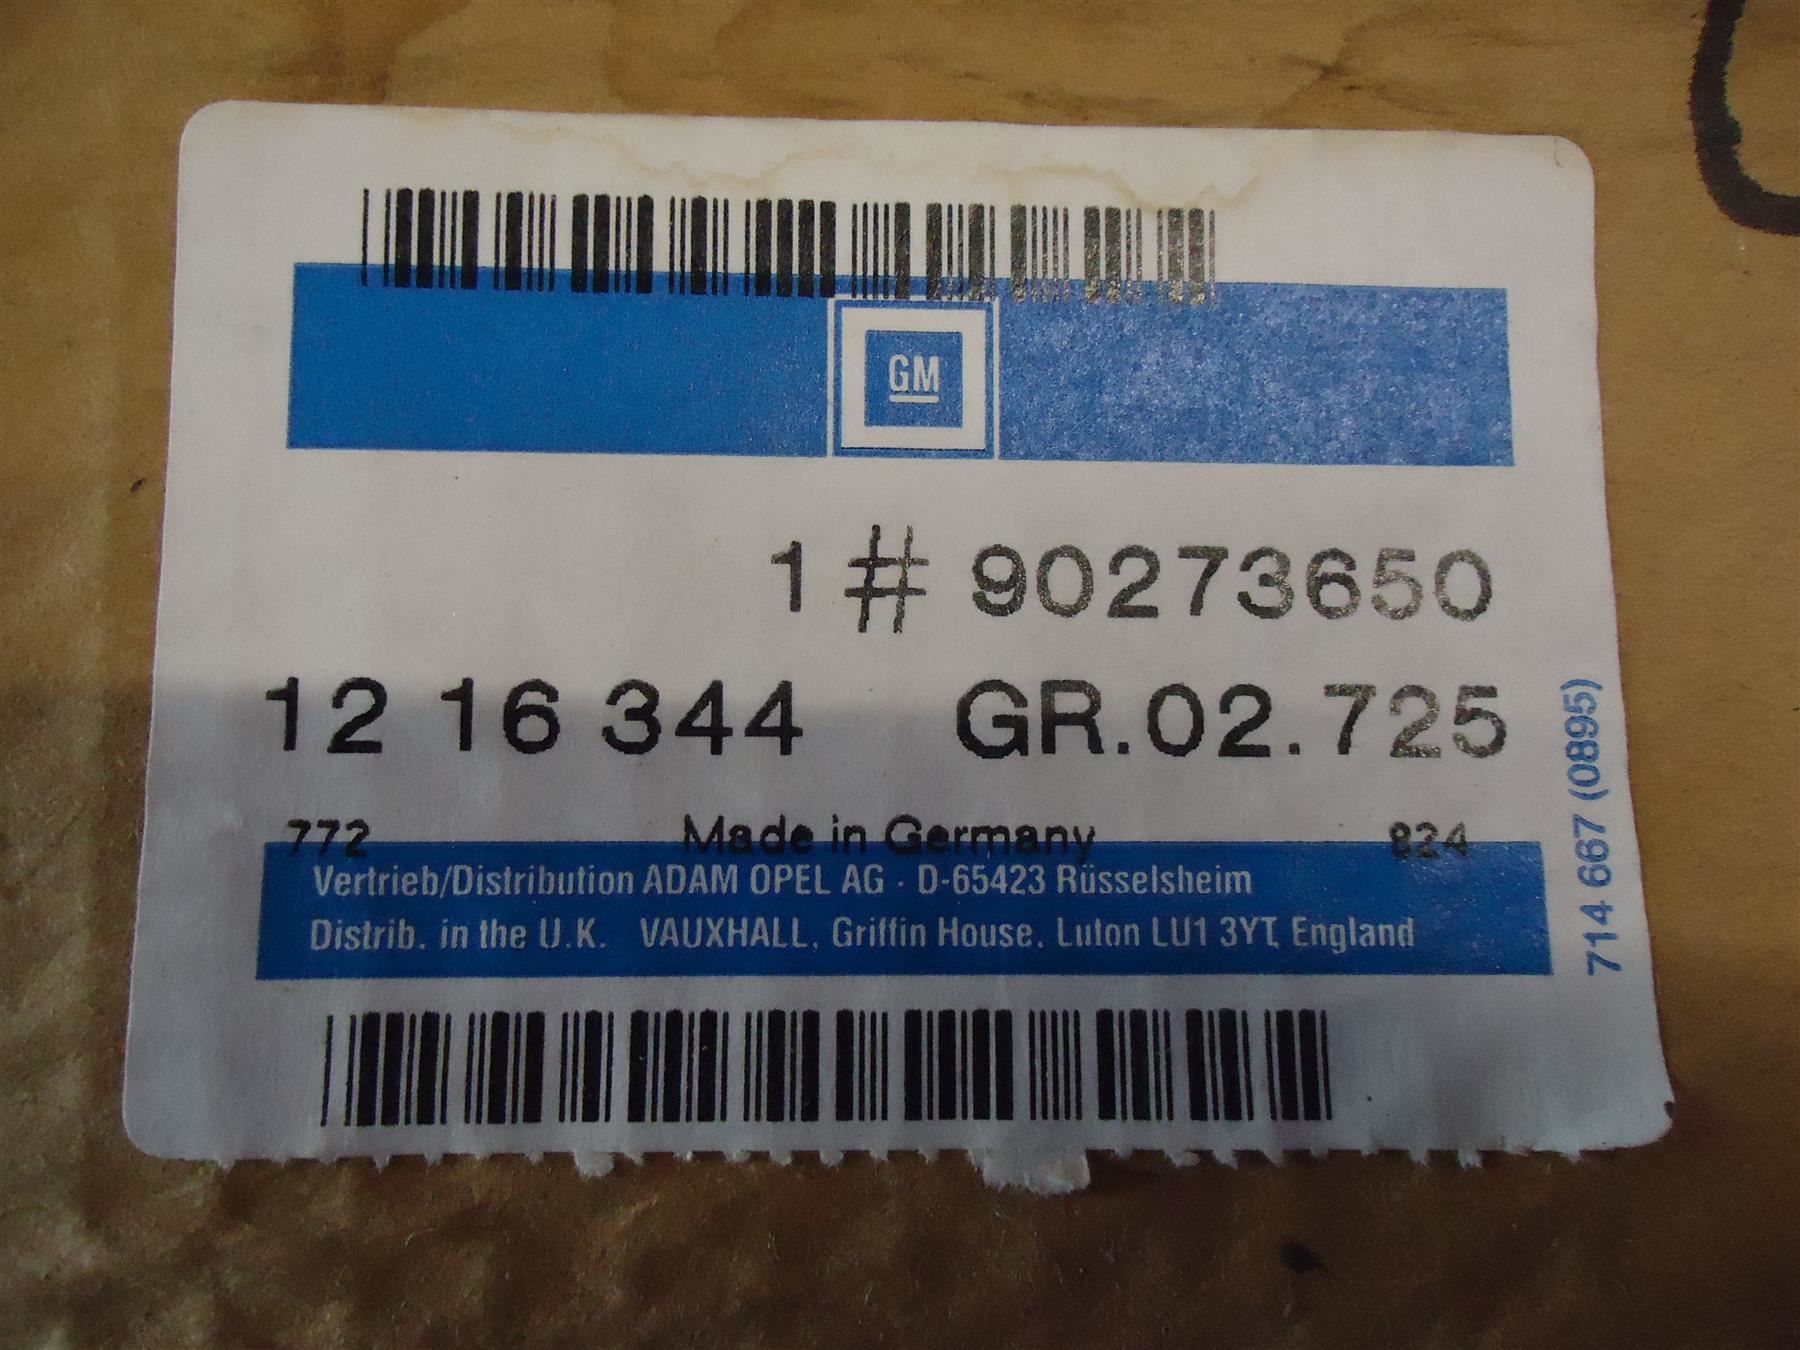 GM
1 # 90273650
12 16 344 GR.02.725
772 Made in Germany 824
Vertrieb/Distribution ADAM OPEL AG · D-65423 Rüsselsheim
Distrib. in the U.K. VAUXHALL, Griffin House, Luton LU1 3YT, England
714 667 (0895)